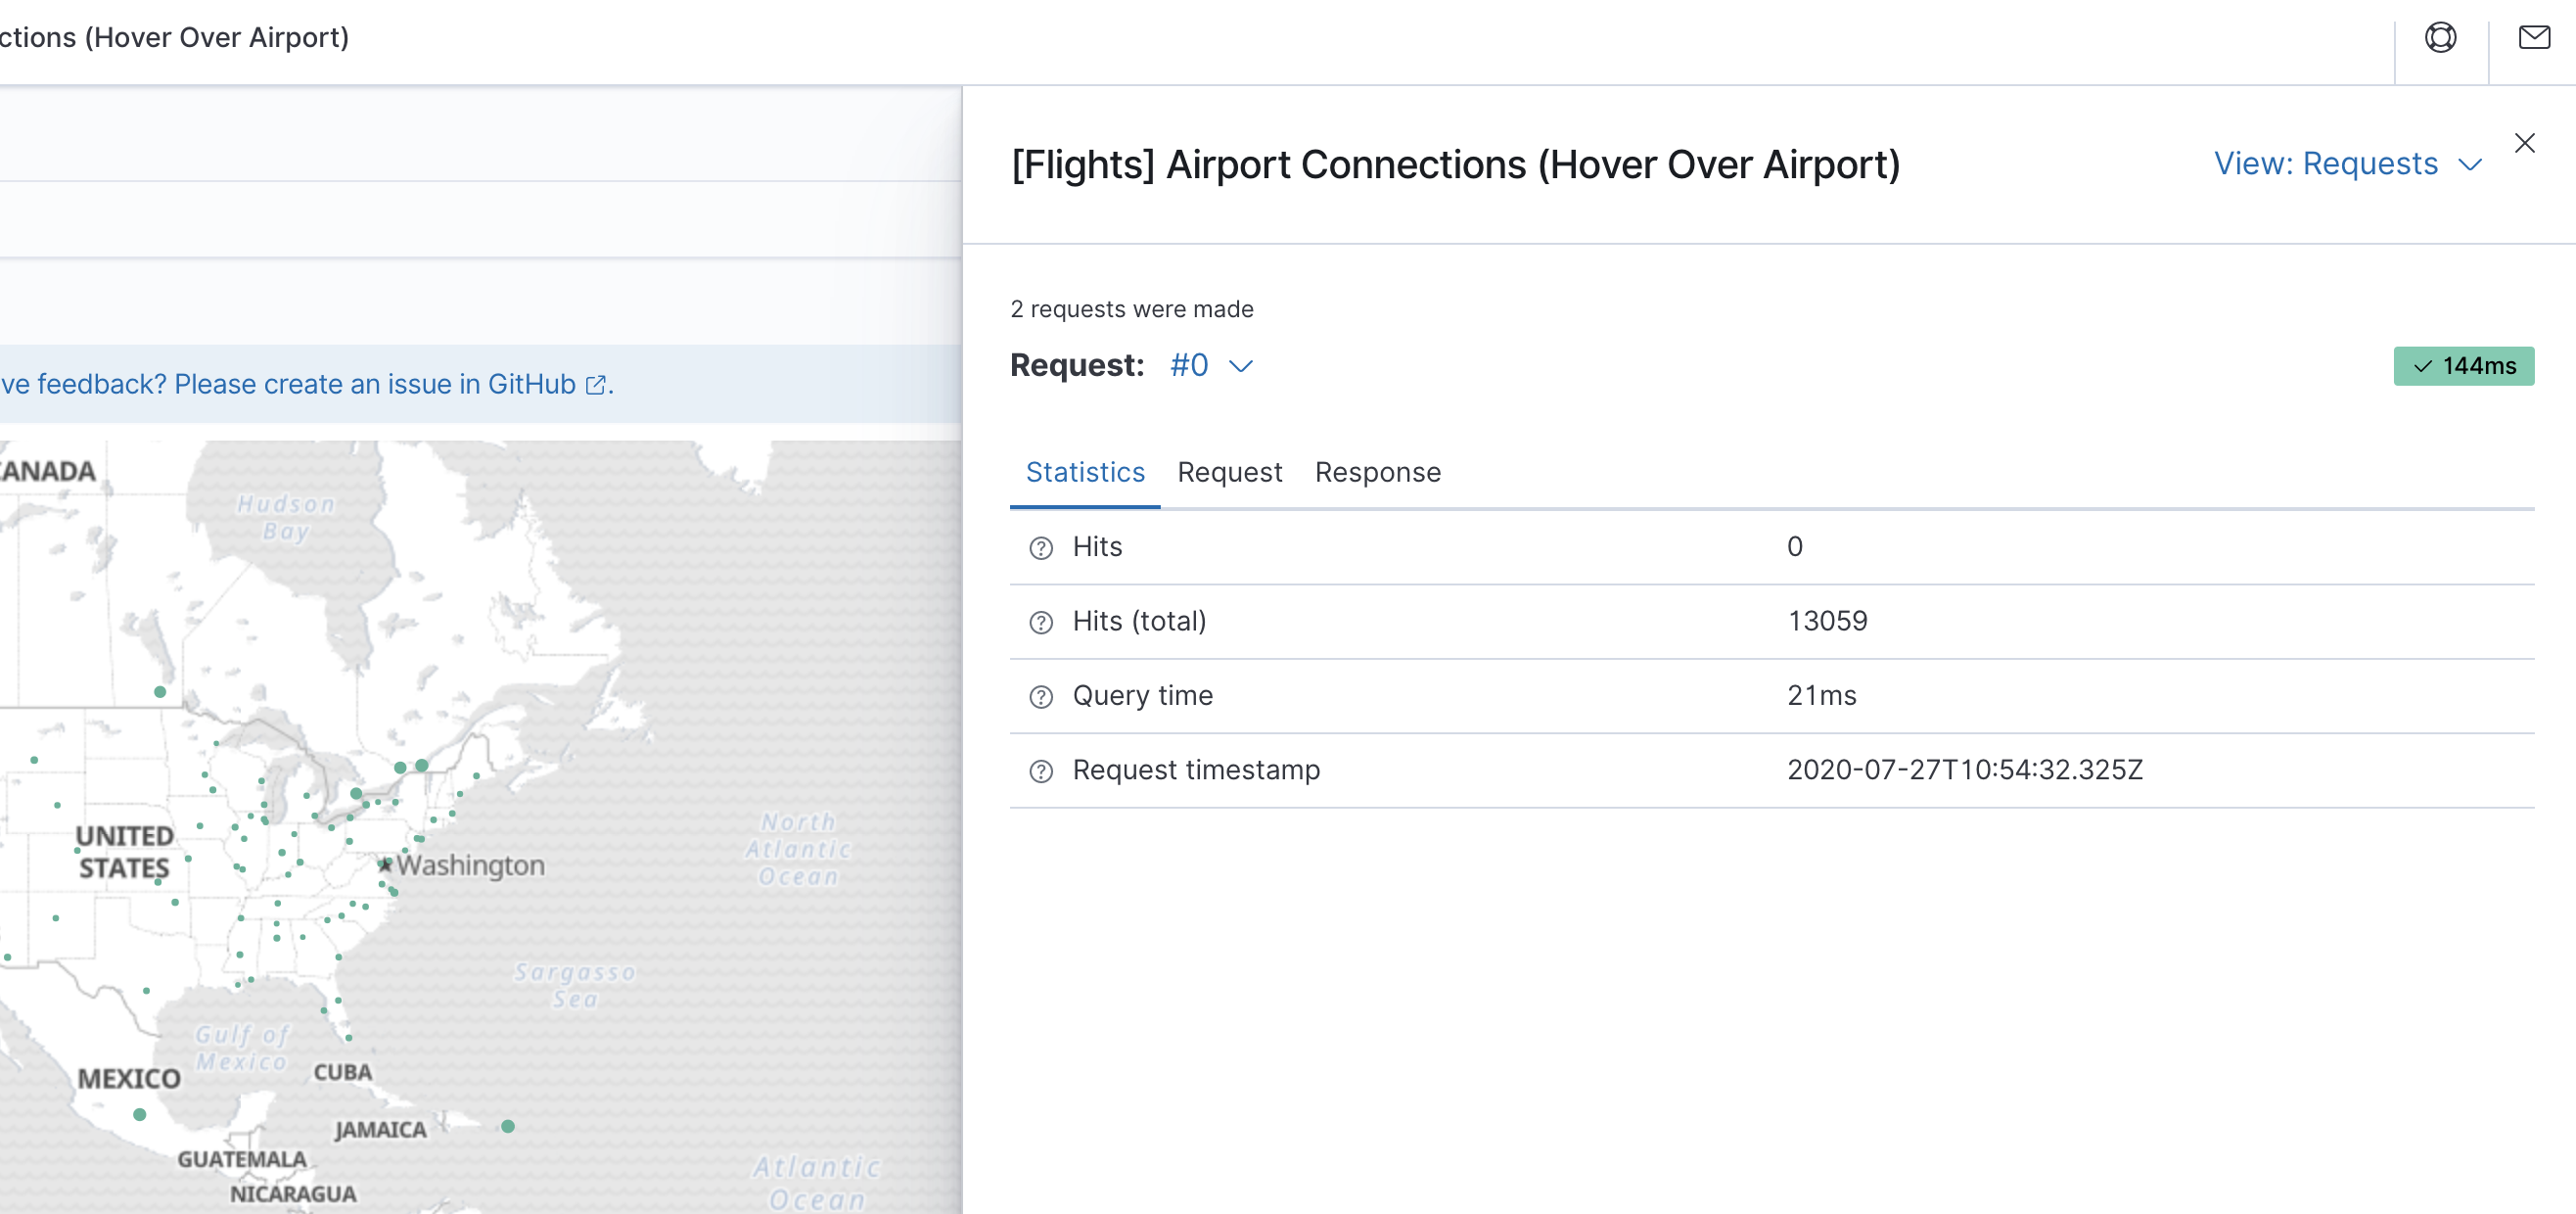 ctions (Hover Over Airport)
[Flights] Airport Connections (Hover Over Airport)
View: Requests
2 requests were made
Request: #0
144ms
Statistics
Request
Response
Hits 0
Hits (total) 13059
Query time 21ms
Request timestamp 2020-07-27T10:54:32.325Z
ve feedback? Please create an issue in GitHub .
CANADA
Hudson
Bay
UNITED
STATES
Washington
North
Atlantic
Ocean
Sargasso
Sea
Gulf of
Mexico
MEXICO
CUBA
JAMAICA
GUATEMALA
NICARAGUA
Atlantic
Ocean